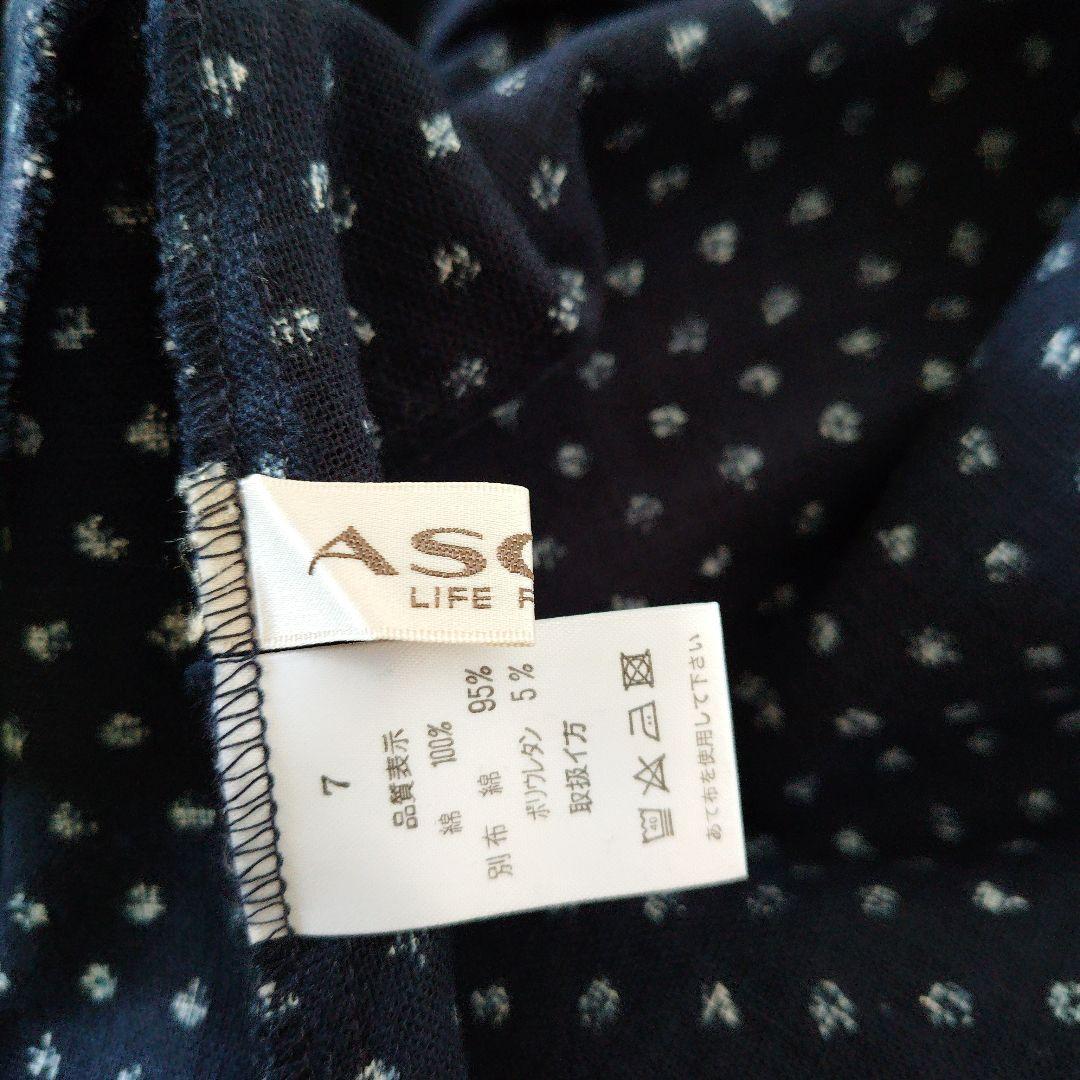 ASC
LIFE F
7
品質表示
綿 100%
別布 綿 95%
ポリウレタン 5%
取扱イ方
40
あて布を使用して下さい